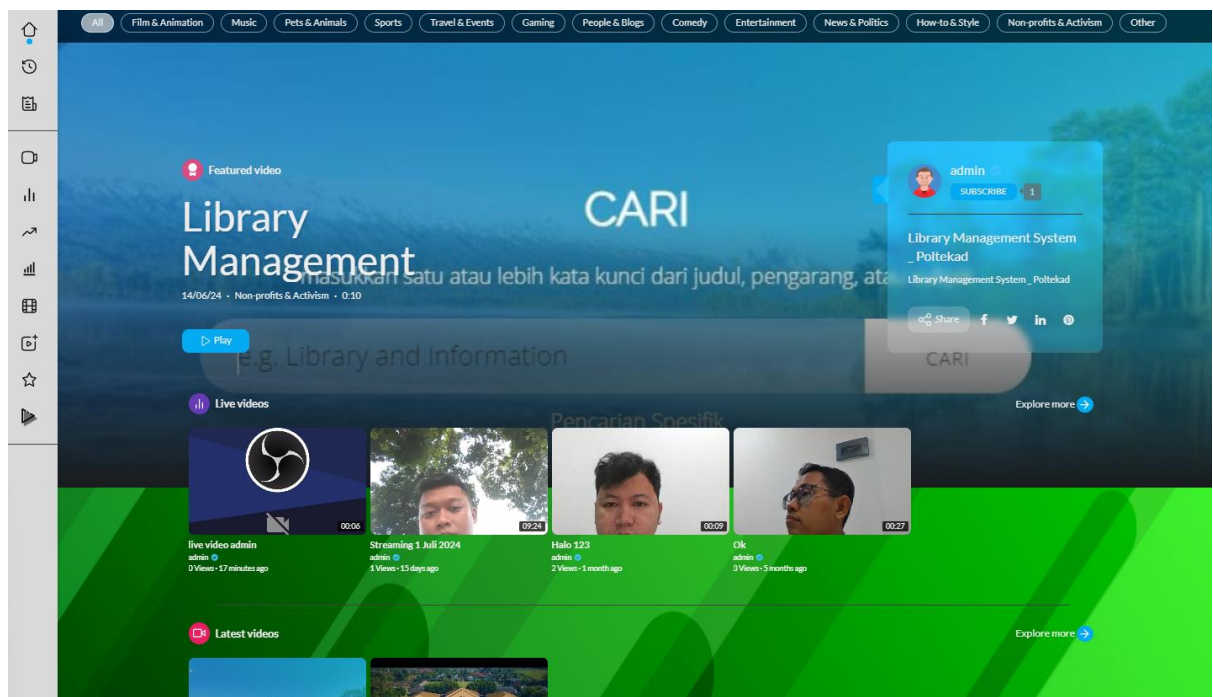 All Film & Animation Music Pets & Animals Sports Travel & Events Gaming People & Blogs Comedy Entertainment News & Politics How-to & Style Non-profits & Activism Other
Featured video
Library
Management
14/06/24 · Non-profits & Activism · 0:10
Play
CARI
masukkan satu atau lebih kata kunci dari judul, pengarang, ata
e.g. Library and Information
CARI
Pencarian Spesifik
admin
SUBSCRIBE 1
Library Management System
_ Poltekad
Library Management System _ Poltekad
Share
Live videos
Explore more
00:06
live video admin
admin
0 Views · 17 minutes ago
09:24
Streaming 1 Juli 2024
admin
1 Views · 15 days ago
00:09
Halo 123
admin
2 Views · 1 month ago
00:27
Ok
admin
3 Views · 5 months ago
Latest videos
Explore more